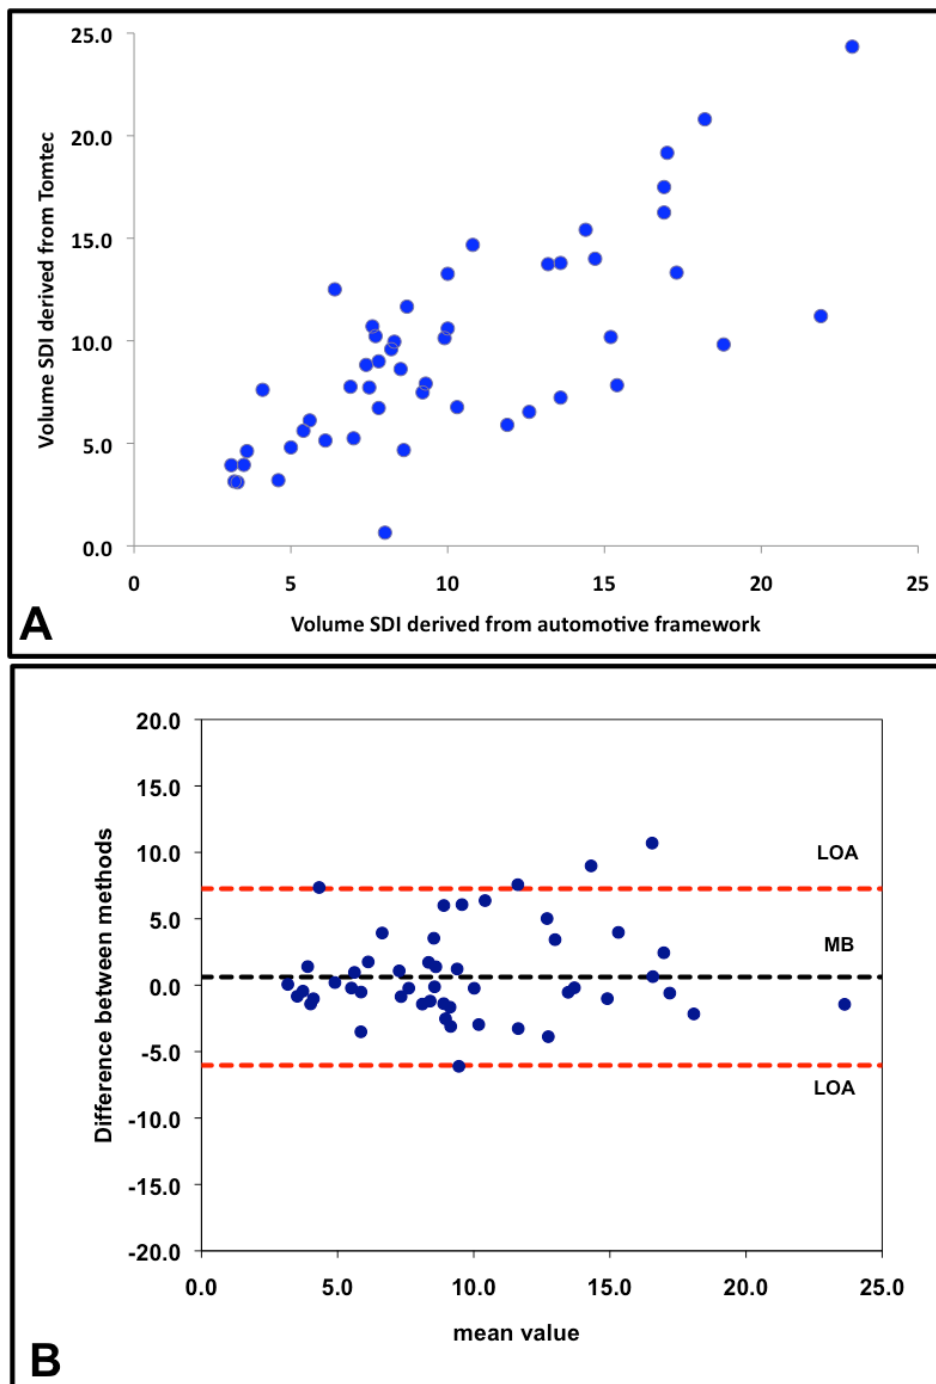 25.0
20.0
15.0
10.0
5.0
0.0
Volume SDI derived from Tomtec
0 5 10 15 20 25
Volume SDI derived from automotive framework
A
20.0
15.0
10.0
5.0
0.0
-5.0
-10.0
-15.0
-20.0
Difference between methods
LOA
MB
LOA
0.0 5.0 10.0 15.0 20.0 25.0
mean value
B